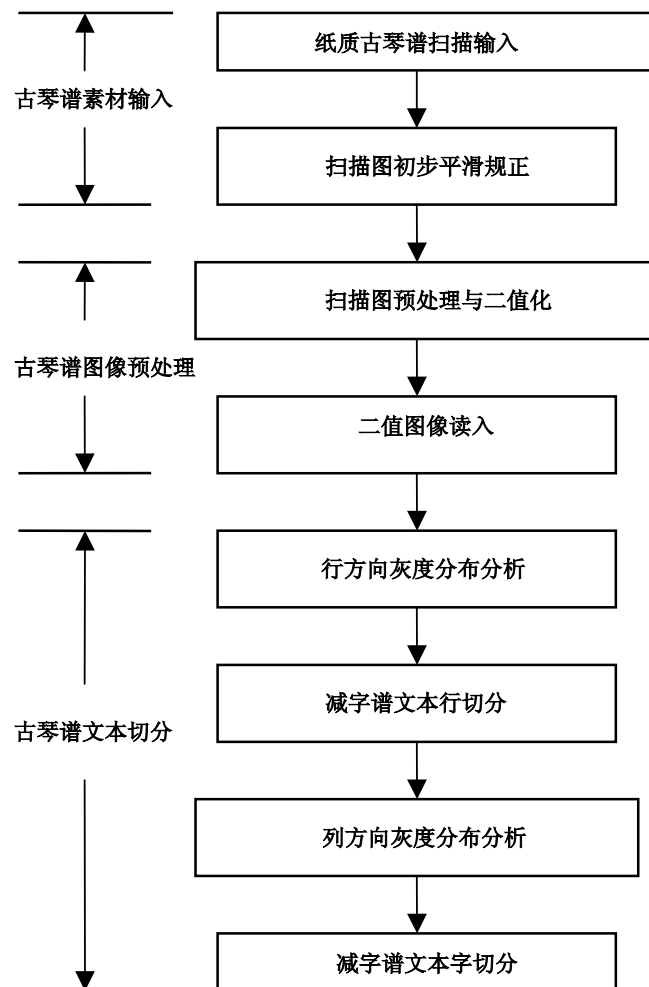 纸质古琴谱扫描输入
古琴谱素材输入
扫描图初步平滑规正
扫描图预处理与二值化
古琴谱图像预处理
二值图像读入
行方向灰度分布分析
减字谱文本行切分
古琴谱文本切分
列方向灰度分布分析
减字谱文本字切分